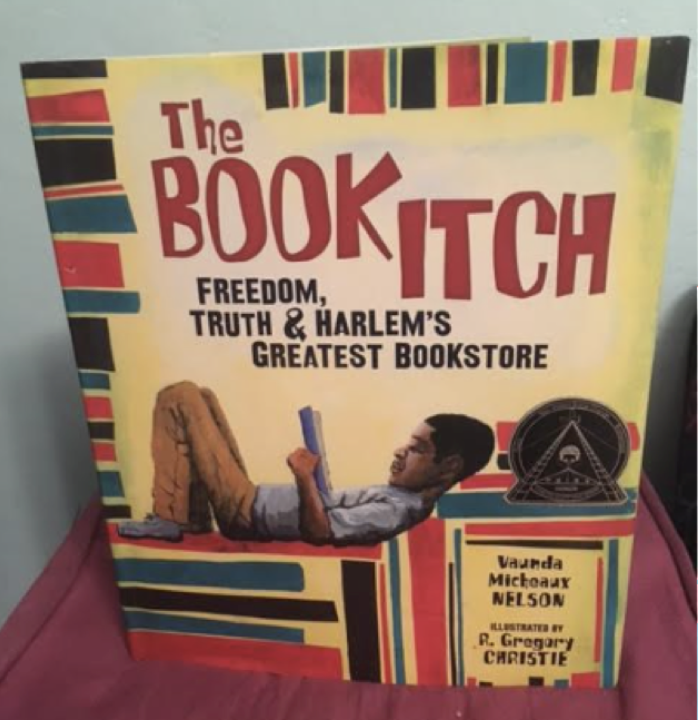 The
BOOK ITCH
FREEDOM,
TRUTH & HARLEM'S
GREATEST BOOKSTORE
Vaunda
Micheaux
NELSON
ILLUSTRATED BY
R. Gregory
CHRISTIE